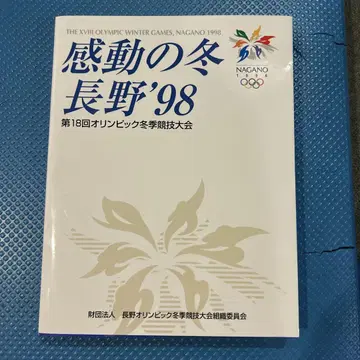 THE XVIII OLYMPIC WINTER GAMES, NAGANO 1998
感動の冬
長野'98
NAGANO
1998
第18回オリンピック冬季競技大会
財団法人 長野オリンピック冬季競技大会組織委員会